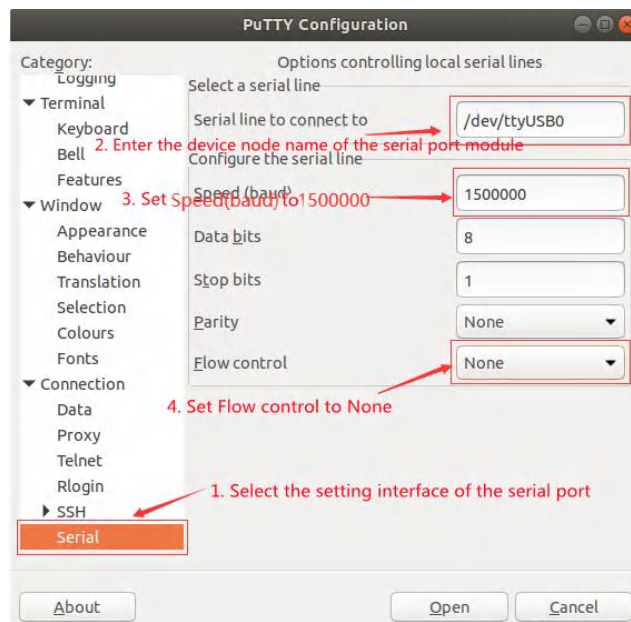 PuTTY Configuration
Category:
Options controlling local serial lines
Logging
Select a serial line
▼ Terminal
Serial line to connect to
/dev/ttyUSB0
Keyboard
2. Enter the device node name of the serial port module
Bell
Configure the serial line
Features
Speed (baud)
1500000
3. Set Speed(baud) to 1500000
▼ Window
Appearance
Data bits
8
Behaviour
Translation
Stop bits
1
Selection
Parity
None
Colours
Fonts
Flow control
None
▼ Connection
Data
4. Set Flow control to None
Proxy
Telnet
Rlogin
1. Select the setting interface of the serial port
▶ SSH
Serial
About
Open
Cancel